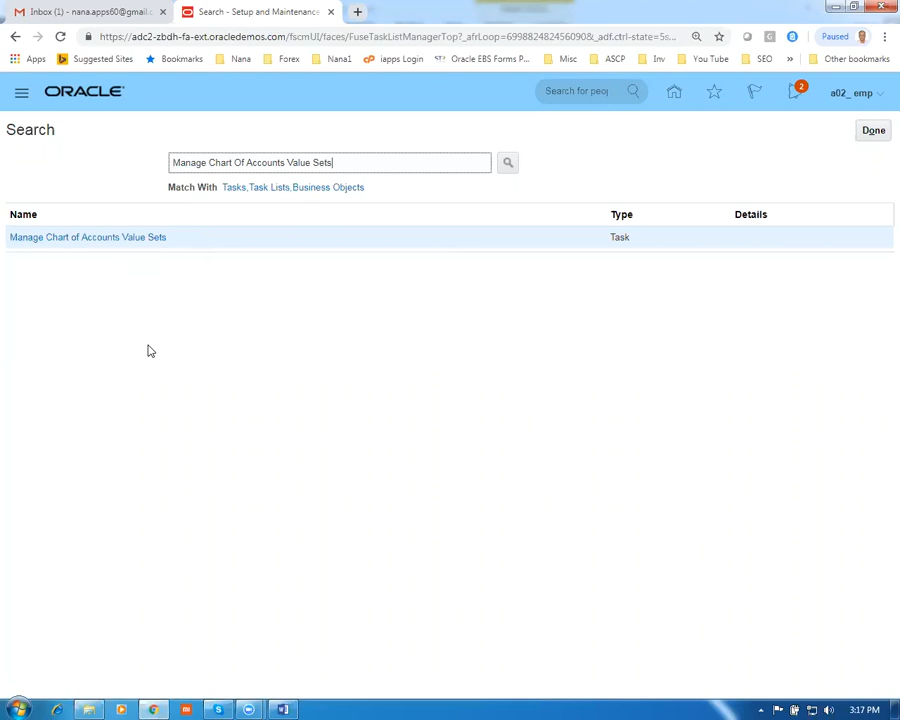 Inbox (1) - nana.apps60@gmail.c
Search - Setup and Maintenance
https://adc2-zbdh-fa-ext.oracledemos.com/fscmUI/faces/FuseTaskListManagerTop?_afrLoop=69988248245609&_adf.ctrl-state=5s...
Paused
Apps Suggested Sites Bookmarks Nana Forex Nana1 iapps Login Oracle EBS Forms P... Misc ASCP Inv You Tube SEO » Other bookmarks
ORACLE
Search for peo
2
a02_ emp
Search
Done
Manage Chart Of Accounts Value Sets
Match With Tasks,Task Lists,Business Objects
Name Type Details
Manage Chart of Accounts Value Sets Task
3:17 PM